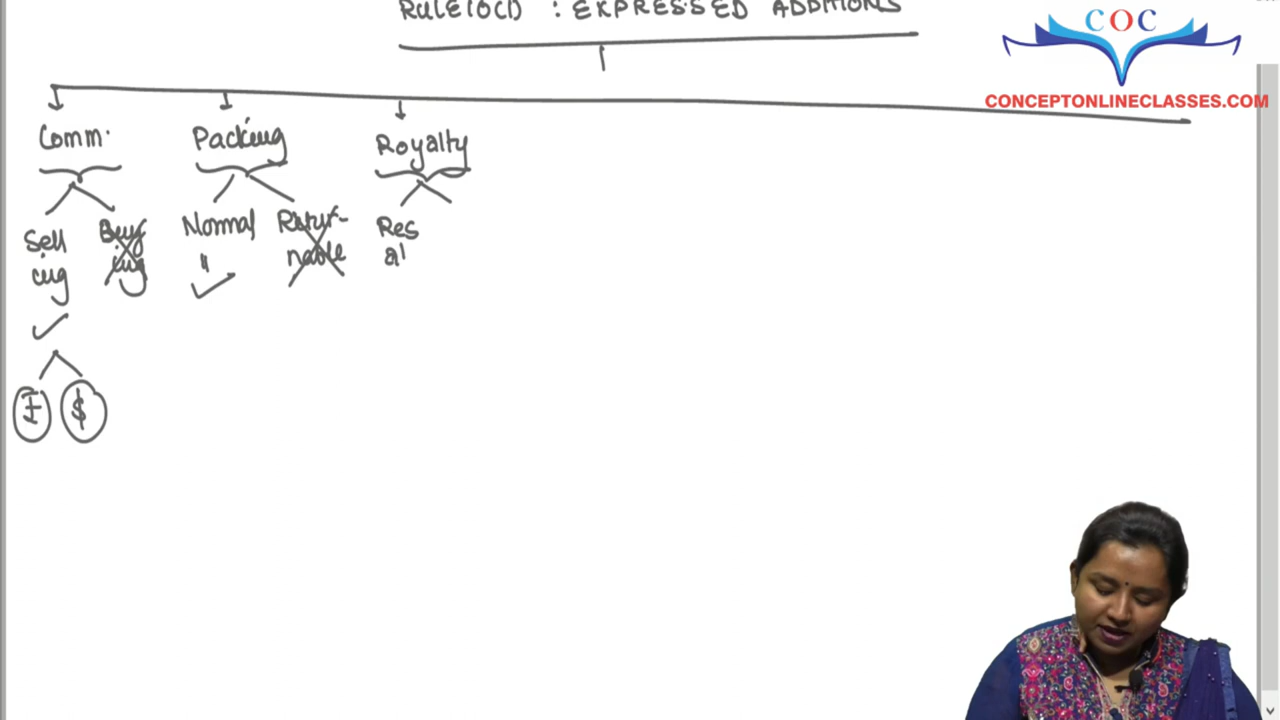 RULE 10(1) : EXPRESSED ADDITIONS
COC
CONCEPTONLINECLASSES.COM
Comm.
Packing
Royalty
Sell
ing
Buy
ing
Normal
"
Retur-
nable
Res
al
₹ $